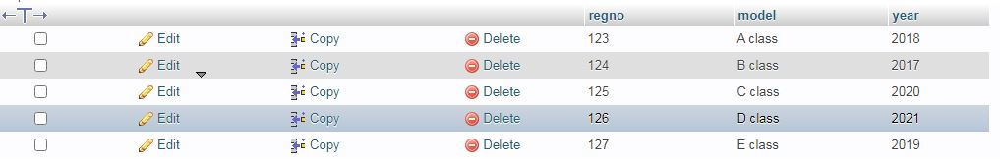 regno model year
Edit Copy Delete 123 A class 2018
Edit Copy Delete 124 B class 2017
Edit Copy Delete 125 C class 2020
Edit Copy Delete 126 D class 2021
Edit Copy Delete 127 E class 2019